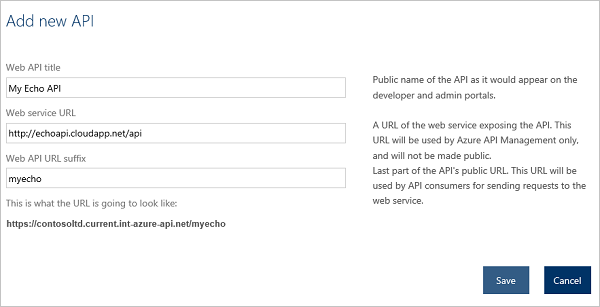 Add new API
Web API title
My Echo API
Public name of the API as it would appear on the
developer and admin portals.
Web service URL
http://echoapi.cloudapp.net/api
A URL of the web service exposing the API. This
URL will be used by Azure API Management only,
and will not be made public.
Web API URL suffix
myecho
Last part of the API's public URL. This URL will be
used by API consumers for sending requests to the
web service.
This is what the URL is going to look like:
https://contosoltd.current.int-azure-api.net/myecho
Save
Cancel